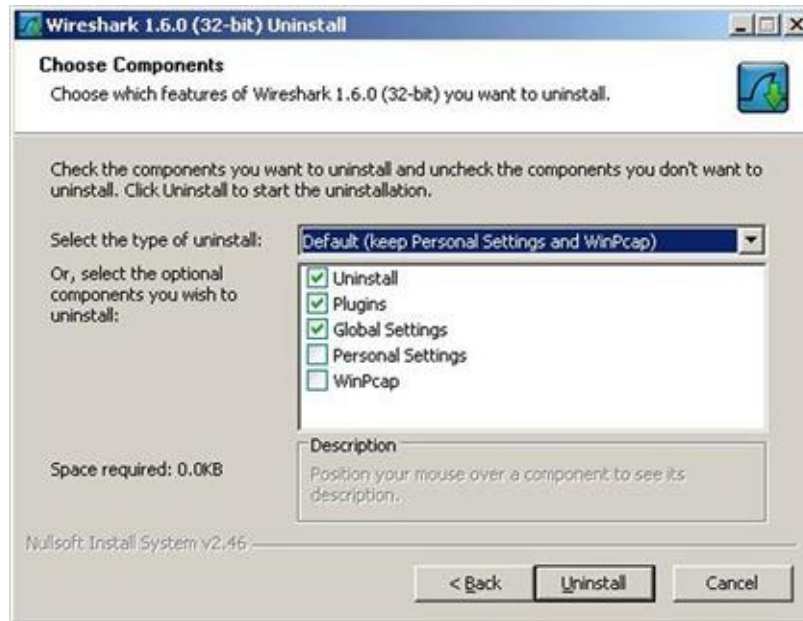 Wireshark 1.6.0 (32-bit) Uninstall
Choose Components
Choose which features of Wireshark 1.6.0 (32-bit) you want to uninstall.
Check the components you want to uninstall and uncheck the components you don't want to
uninstall. Click Uninstall to start the uninstallation.
Select the type of uninstall:
Default (keep Personal Settings and WinPcap)
Or, select the optional
components you wish to
uninstall:
Uninstall
Plugins
Global Settings
Personal Settings
WinPcap
Space required: 0.0KB
Description
Position your mouse over a component to see its
description.
Nullsoft Install System v2.46
< Back
Uninstall
Cancel